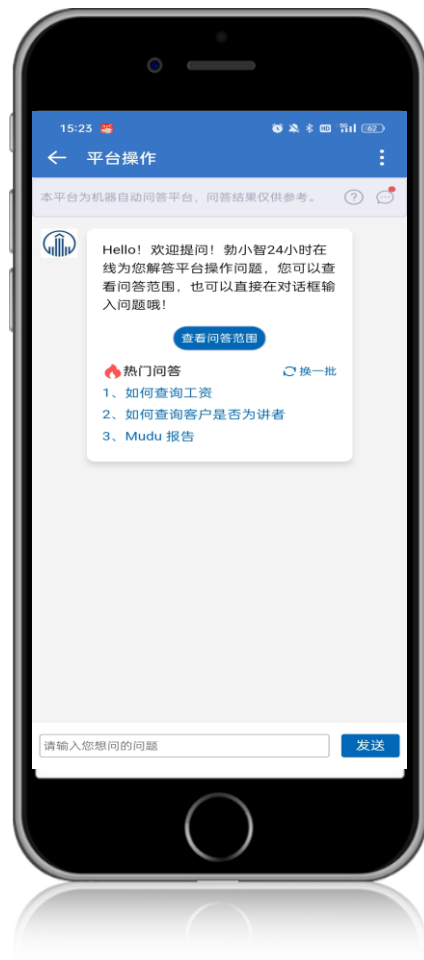 15:23
HD
5G
62
平台操作
本平台为机器自动问答平台，问答结果仅供参考。
Hello！欢迎提问！勃小智24小时在
线为您解答平台操作问题，您可以查
看问答范围，也可以直接在对话框输
入问题哦！
查看问答范围
热门问答
换一批
1、如何查询工资
2、如何查询客户是否为讲者
3、Mudu 报告
请输入您想问的问题
发送